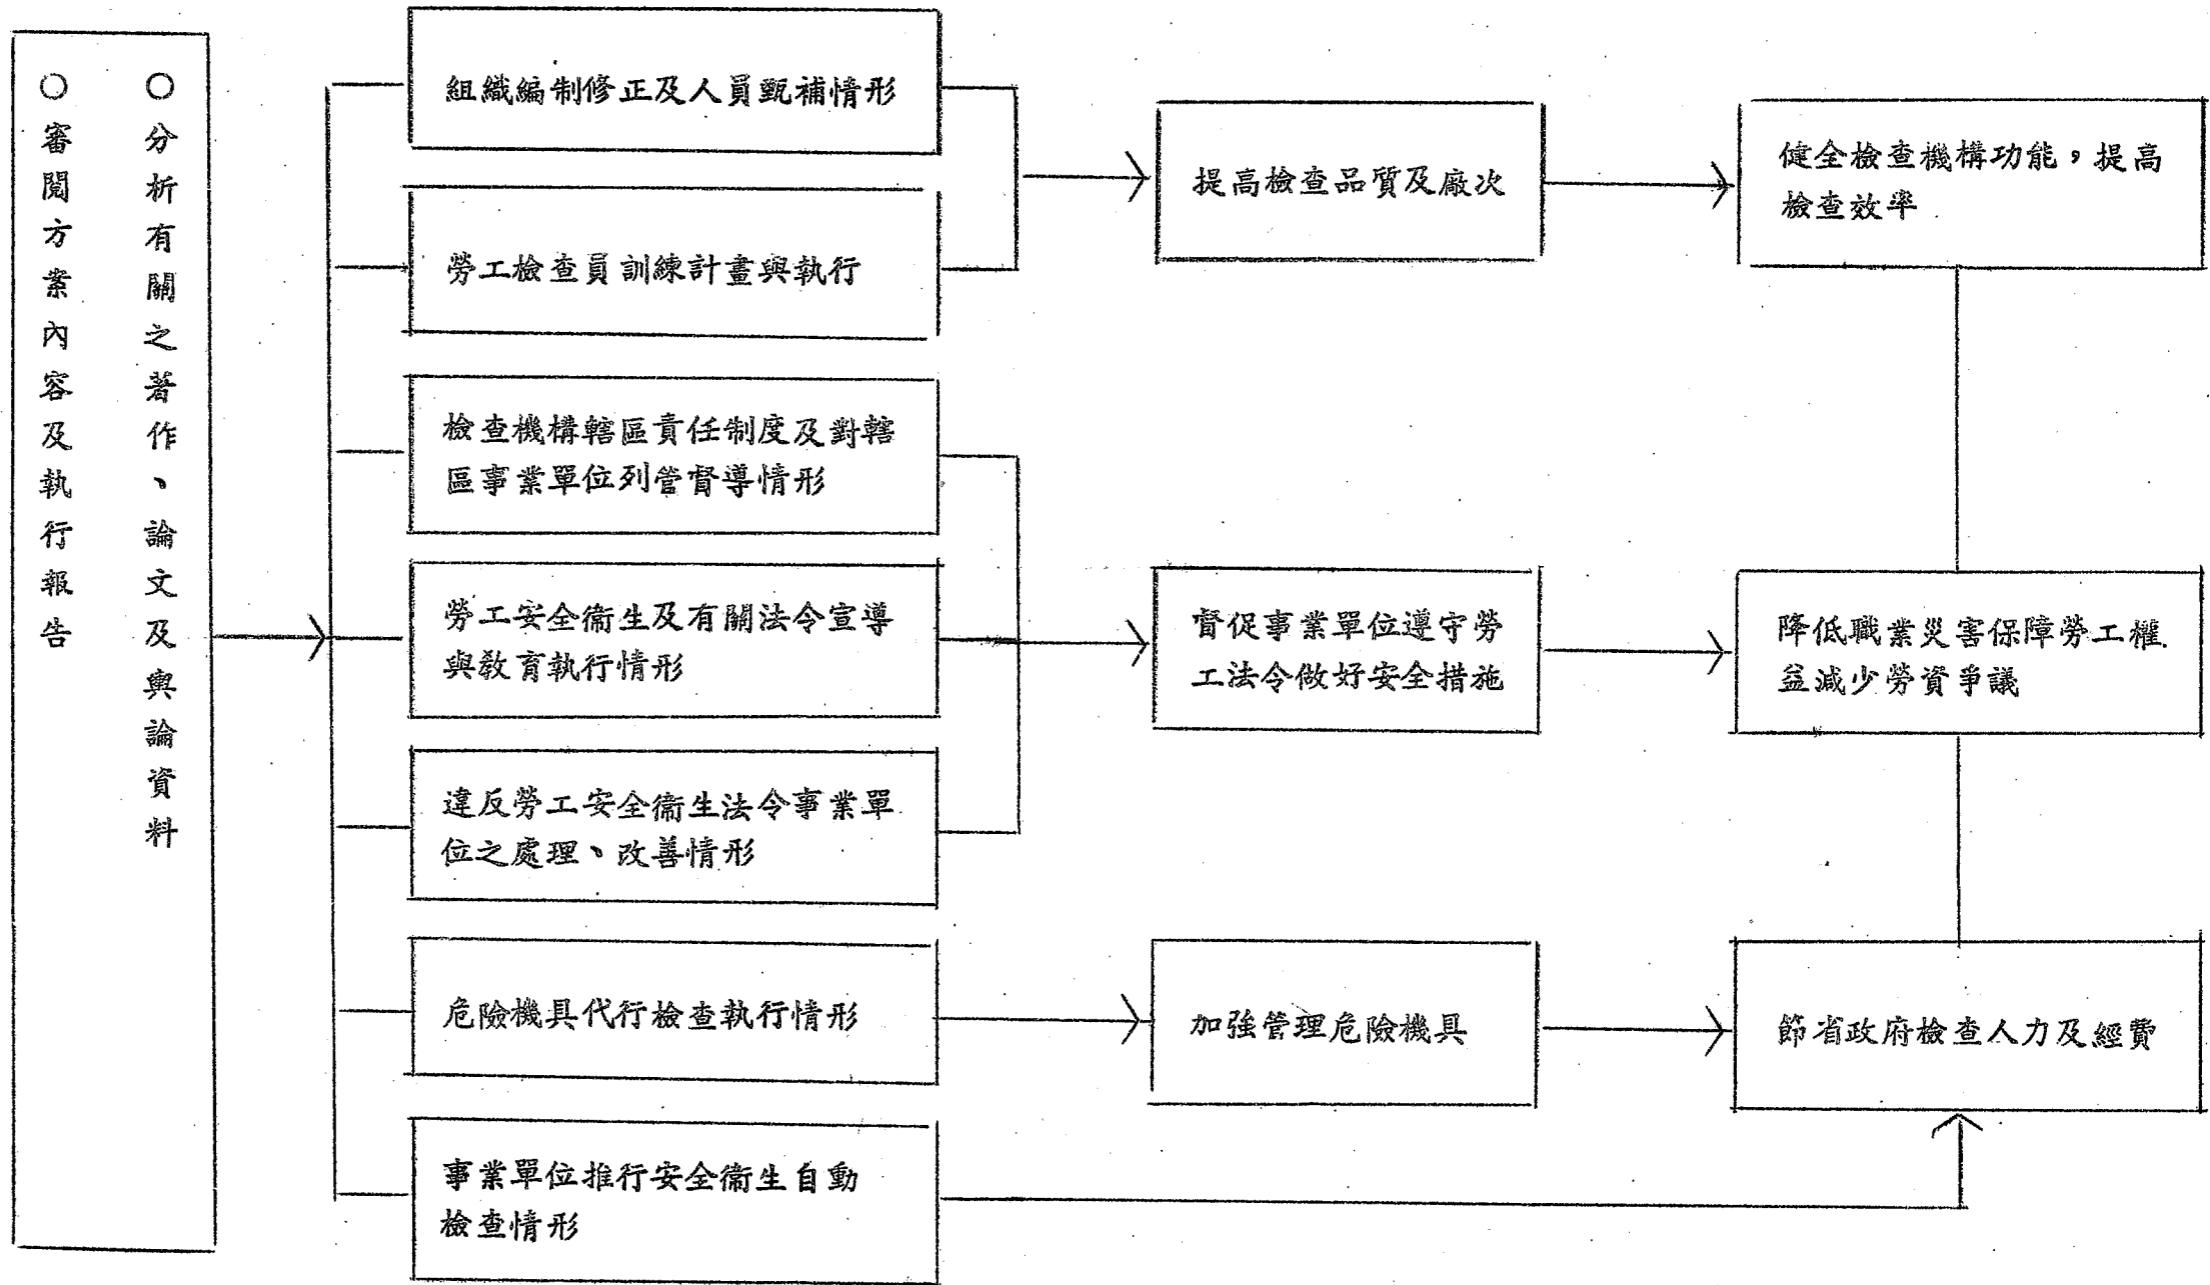 ○分析有關之著作、論文及輿論資料
○審閱方案內容及執行報告
組織編制修正及人員甄補情形
勞工檢查員訓練計畫與執行
檢查機構轄區責任制度及對轄
區事業單位列管督導情形
勞工安全衞生及有關法令宣導
與教育執行情形
違反勞工安全衞生法令事業單
位之處理、改善情形
危險機具代行檢查執行情形
事業單位推行安全衞生自動
檢查情形
提高檢查品質及廠次
督促事業單位遵守勞
工法令做好安全措施
加強管理危險機具
健全檢查機構功能，提高
檢查效率
降低職業災害保障勞工權
益減少勞資爭議
節省政府檢查人力及經費